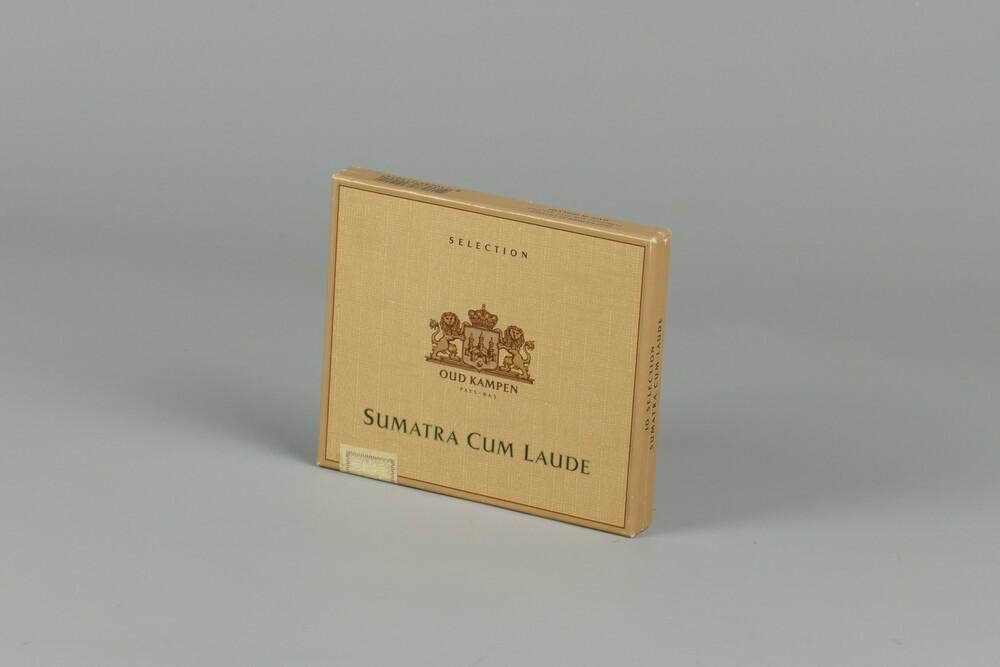 SELECTION
OUD KAMPEN
PAYS-BAS
SUMATRA CUM LAUDE
10 SELECTION
SUMATRA CUM LAUDE